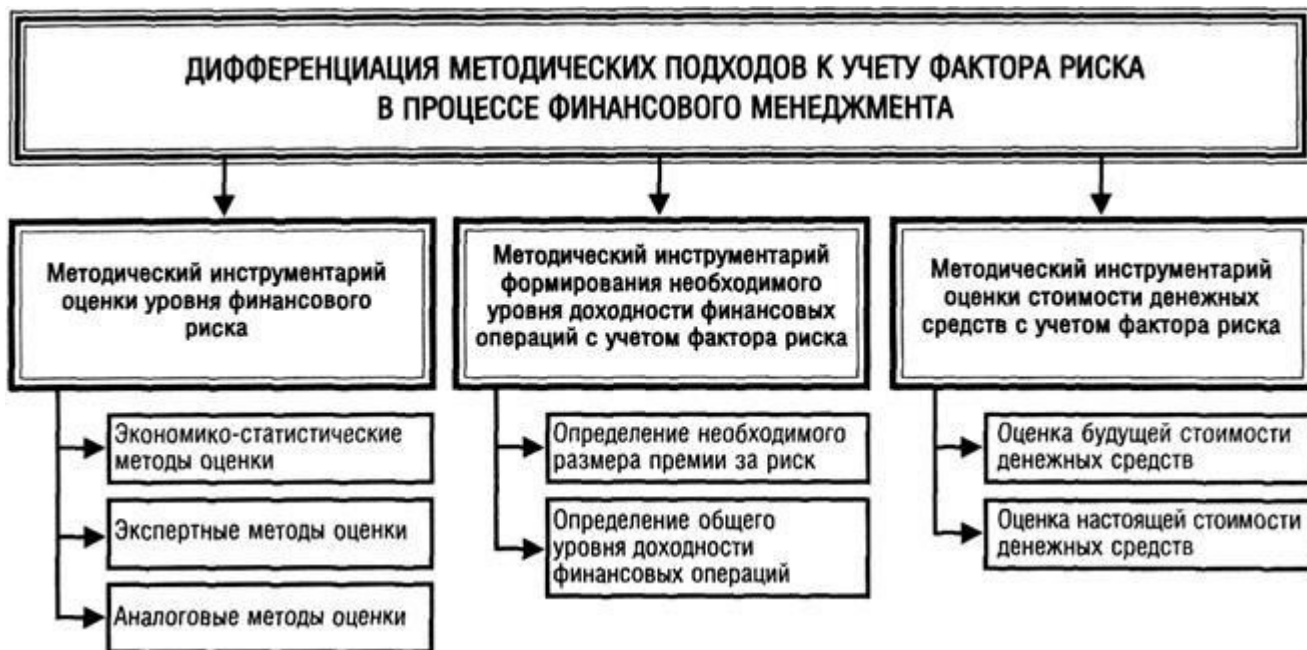 ДИФФЕРЕНЦИАЦИЯ МЕТОДИЧЕСКИХ ПОДХОДОВ К УЧЕТУ ФАКТОРА РИСКА
В ПРОЦЕССЕ ФИНАНСОВОГО МЕНЕДЖМЕНТА
Методический инструментарий
оценки уровня финансового
риска
Экономико-статистические
методы оценки
Экспертные методы оценки
Аналоговые методы оценки
Методический инструментарий
формирования необходимого
уровня доходности финансовых
операций с учетом фактора риска
Определение необходимого
размера премии за риск
Определение общего
уровня доходности
финансовых операций
Методический инструментарий
оценки стоимости денежных
средств с учетом фактора риска
Оценка будущей стоимости
денежных средств
Оценка настоящей стоимости
денежных средств